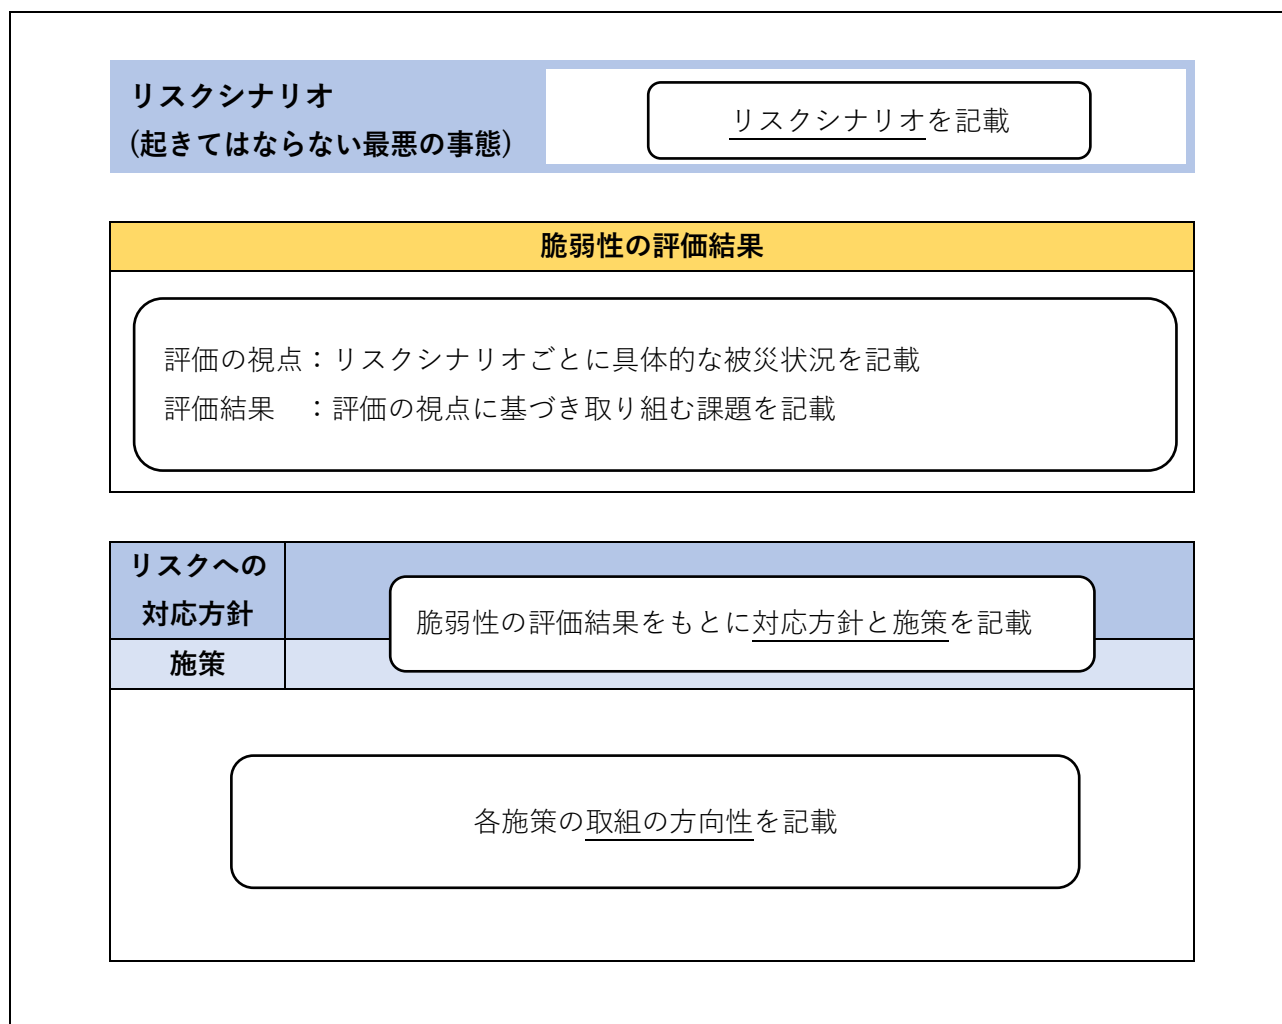 リスクシナリオ
(起きてはならない最悪の事態)
リスクシナリオを記載
脆弱性の評価結果
評価の視点：リスクシナリオごとに具体的な被災状況を記載
評価結果　：評価の視点に基づき取り組む課題を記載
リスクへの
対応方針
脆弱性の評価結果をもとに対応方針と施策を記載
施策
各施策の取組の方向性を記載